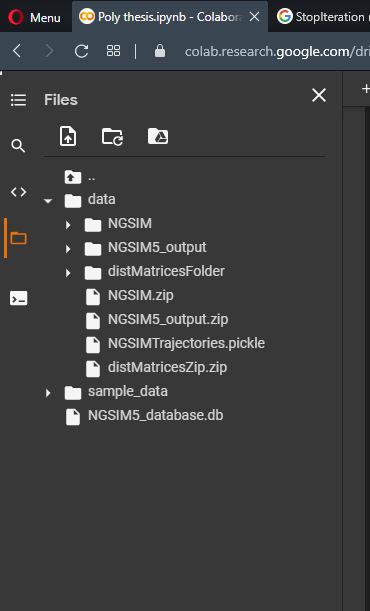 Menu
Poly thesis.ipynb - Colabora
StopIteration (
colab.research.google.com/dri
Files
..
data
NGSIM
NGSIM5_output
distMatricesFolder
NGSIM.zip
NGSIM5_output.zip
NGSIMTrajectories.pickle
distMatricesZip.zip
sample_data
NGSIM5_database.db